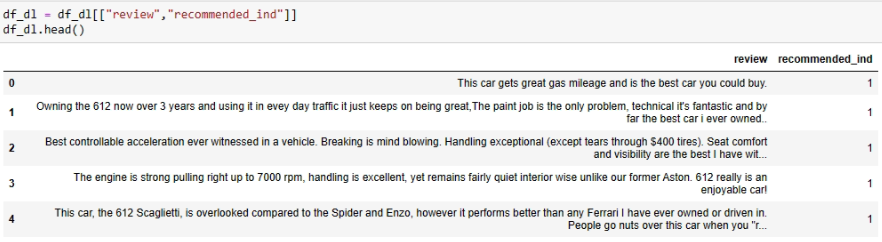 df_dl = df_dl[["review","recommended_ind"]]
df_dl.head()
review recommended_ind
0 This car gets great gas mileage and is the best car you could buy. 1
1 Owning the 612 now over 3 years and using it in evey day traffic it just keeps on being great,The paint job is the only problem, technical it's fantastic and by
far the best car i ever owned.. 1
2 Best controllable acceleration ever witnessed in a vehicle. Breaking is mind blowing. Handling exceptional (except tears through $400 tires). Seat comfort
and visibility are the best I have wit... 1
3 The engine is strong pulling right up to 7000 rpm, handling is excellent, yet remains fairly quiet interior wise unlike our former Aston. 612 really is an
enjoyable car! 1
4 This car, the 612 Scaglietti, is overlooked compared to the Spider and Enzo, however it performs better than any Ferrari I have ever owned or driven in.
People go nuts over this car when you "r... 1